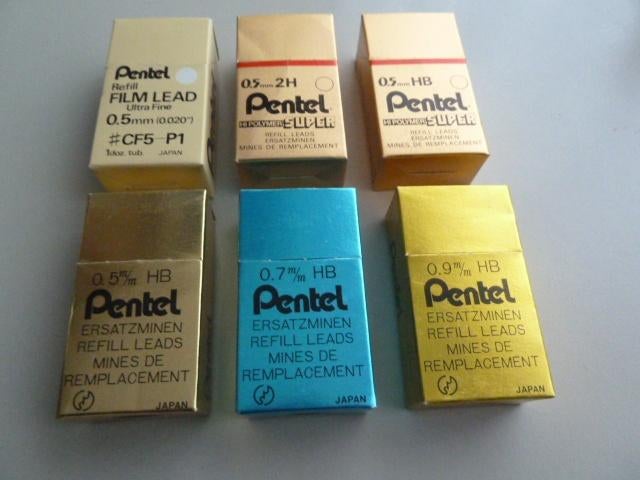 Pentel
Refill
FILM LEAD
Ultra Fine
0.5mm (0.020")
#CF5-P1
1doz. tub. JAPAN
0.5mm 2H
Pentel
HI POLYMER SUPER
REFILL LEADS
ERSATZMINEN
MINES DE REMPLACEMENT
0.5mm HB
Pentel
HI POLYMER SUPER
REFILL LEADS
ERSATZMINEN
MINES DE REMPLACEMENT
0.5m/m HB
Pentel
ERSATZMINEN
REFILL LEADS
MINES DE
REMPLACEMENT
JAPAN
0.7m/m HB
Pentel
ERSATZMINEN
REFILL LEADS
MINES DE
REMPLACEMENT
JAPAN
0.9m/m HB
Pentel
ERSATZMINEN
REFILL LEADS
MINES DE
REMPLACEMENT
JAPAN